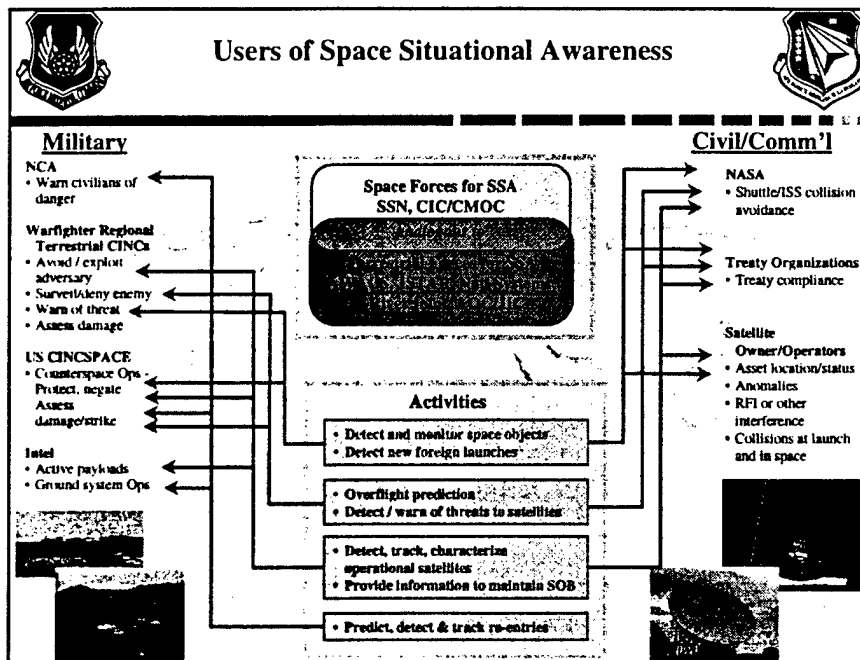 Users of Space Situational Awareness
Military
NCA
• Warn civilians of
danger
Warfighter Regional
Terrestrial CINCs
• Avoid / exploit
adversary
• Surveil/deny enemy
• Warn of threat
• Assess damage
US CINCSPACE
• Counterspace Ops -
Protect, negate
Assess
damage/strike
Intel
• Active payloads
• Ground system Ops
Space Forces for SSA
SSN, CIC/CMOC
Activities
• Detect and monitor space objects
• Detect new foreign launches
• Overflight prediction
• Detect / warn of threats to satellites
• Detect, track, characterize
operational satellites
• Provide information to maintain SOB
• Predict, detect & track re-entries
Civil/Comm'l
NASA
• Shuttle/ISS collision
avoidance
Treaty Organizations
• Treaty compliance
Satellite
Owner/Operators
• Asset location/status
• Anomalies
• RFI or other
interference
• Collisions at launch
and in space